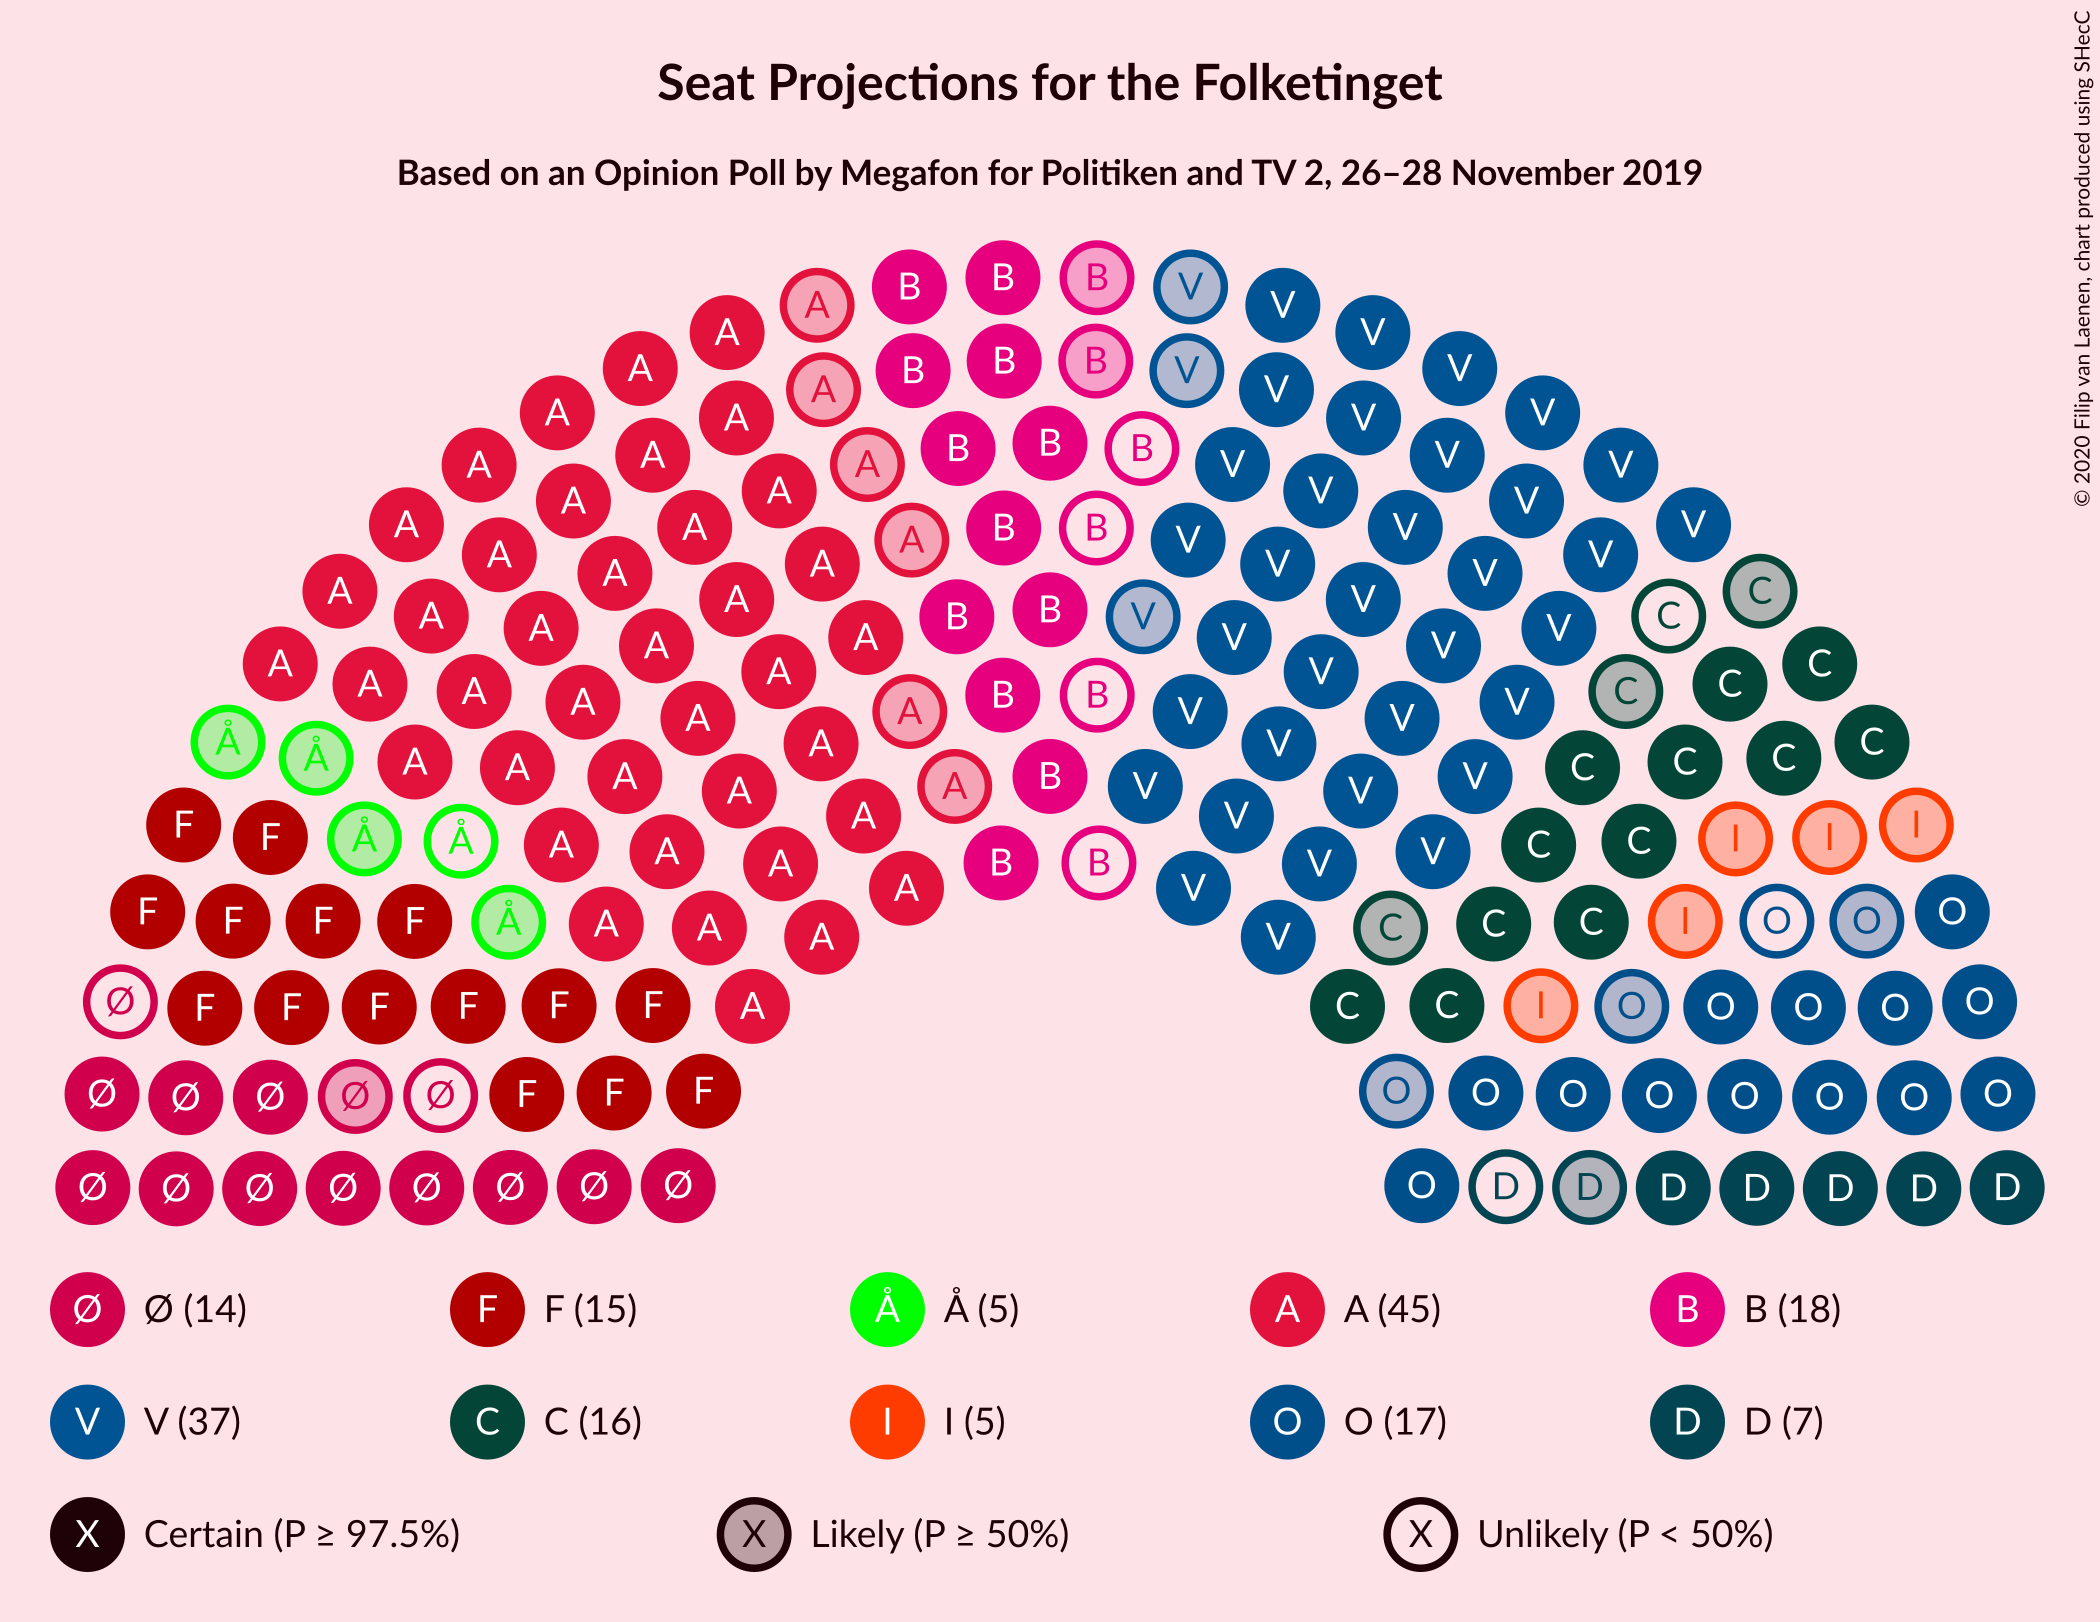 © 2020 Filip van Laenen, chart produced using SHecC
Seat Projections for the Folketinget
Based on an Opinion Poll by Megafon for Politiken and TV 2, 26–28 November 2019
A B B B V V
A V
A A B B B V V V
A A V V
A A A B B B V V V
A A V V
A A A A B B V V V V
A A A V V C
A A A A A B B V V V V V C
A A A A A A A B B V V V V C C C
Å Å A A A A A A B V V V V C C C C
F F Å Å A A A A A B B V V V V C C I I I
F F F F Å A A A V C C C I O O O
Ø F F F F F F A C C I O O O O O
Ø Ø Ø Ø Ø F F F O O O O O O O O
Ø Ø Ø Ø Ø Ø Ø Ø O D D D D D D D
Ø Ø (14) F F (15) Å Å (5) A A (45) B B (18)
V V (37) C C (16) I I (5) O O (17) D D (7)
X Certain (P ≥ 97.5%) X Likely (P ≥ 50%) X Unlikely (P < 50%)